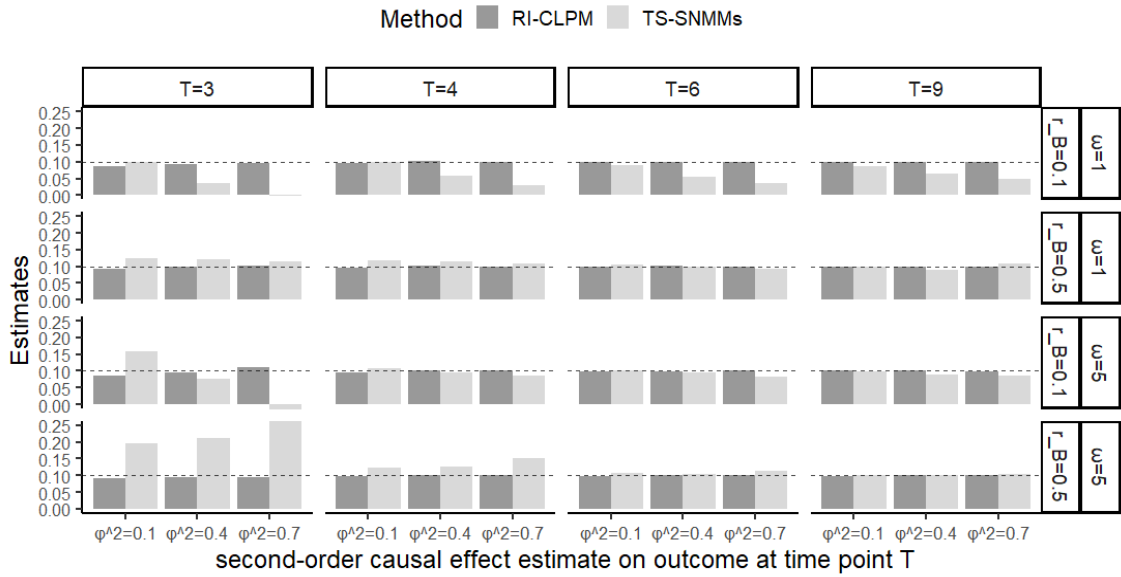 Method RI-CLPM TS-SNMMs
T=3 T=4 T=6 T=9
Estimates
0.25
0.20
0.15
0.10
0.05
0.00
r_B=0.1 ω=1
0.25
0.20
0.15
0.10
0.05
0.00
r_B=0.5 ω=1
0.25
0.20
0.15
0.10
0.05
0.00
r_B=0.1 ω=5
0.25
0.20
0.15
0.10
0.05
0.00
r_B=0.5 ω=5
φ^2=0.1 φ^2=0.4 φ^2=0.7 φ^2=0.1 φ^2=0.4 φ^2=0.7 φ^2=0.1 φ^2=0.4 φ^2=0.7 φ^2=0.1 φ^2=0.4 φ^2=0.7
second-order causal effect estimate on outcome at time point T